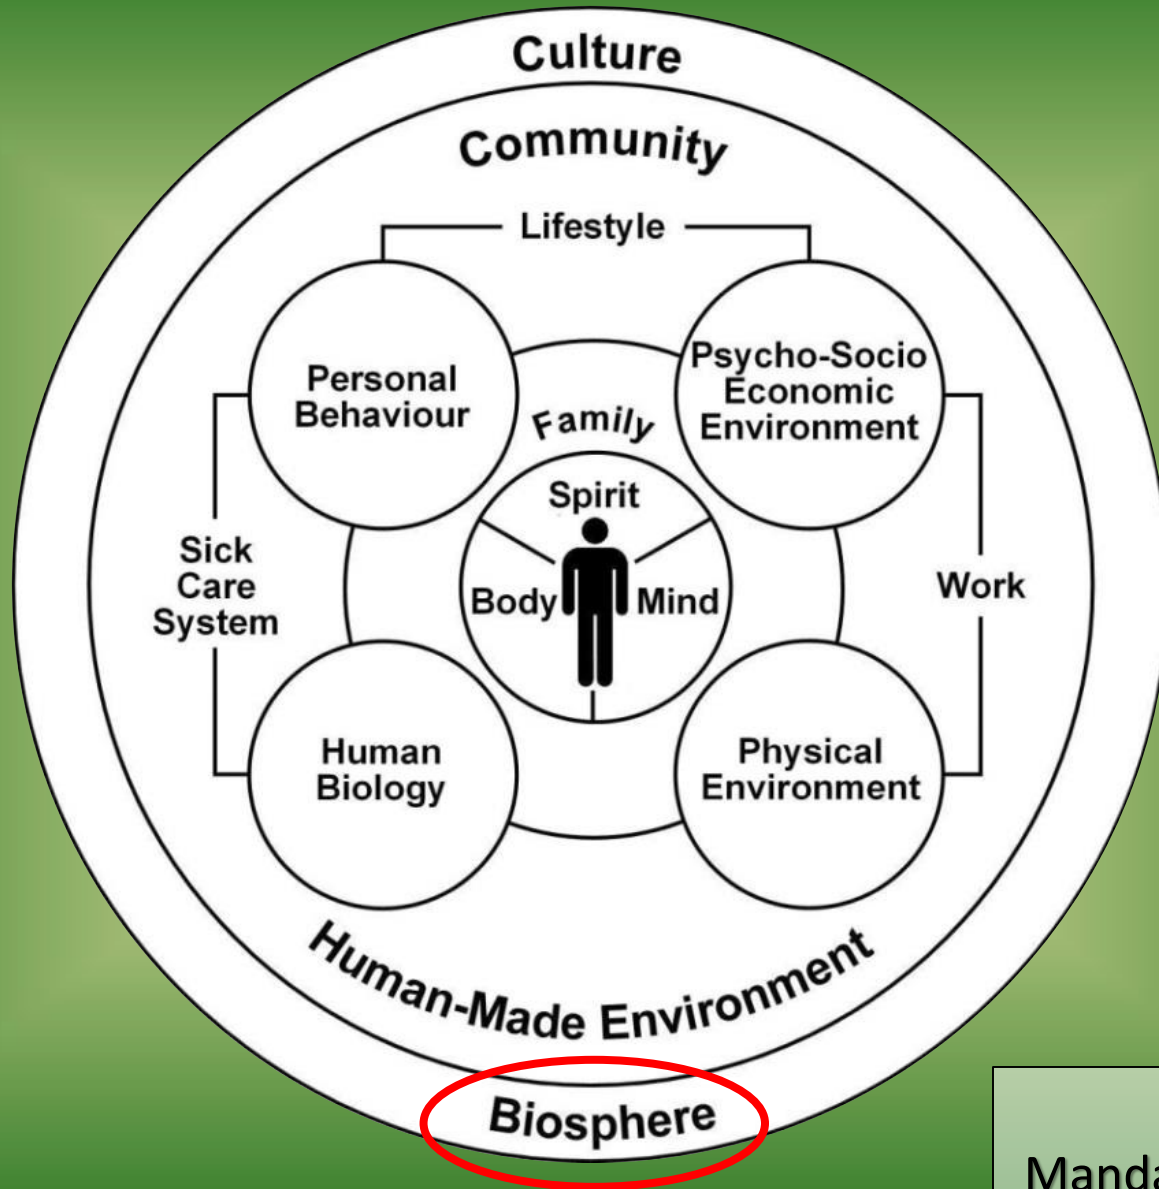 Culture
Community
Lifestyle
Personal
Behaviour
Psycho-Socio
Economic
Environment
Family
Spirit
Body
Mind
Sick
Care
System
Work
Human
Biology
Physical
Environment
Human-Made Environment
Biosphere